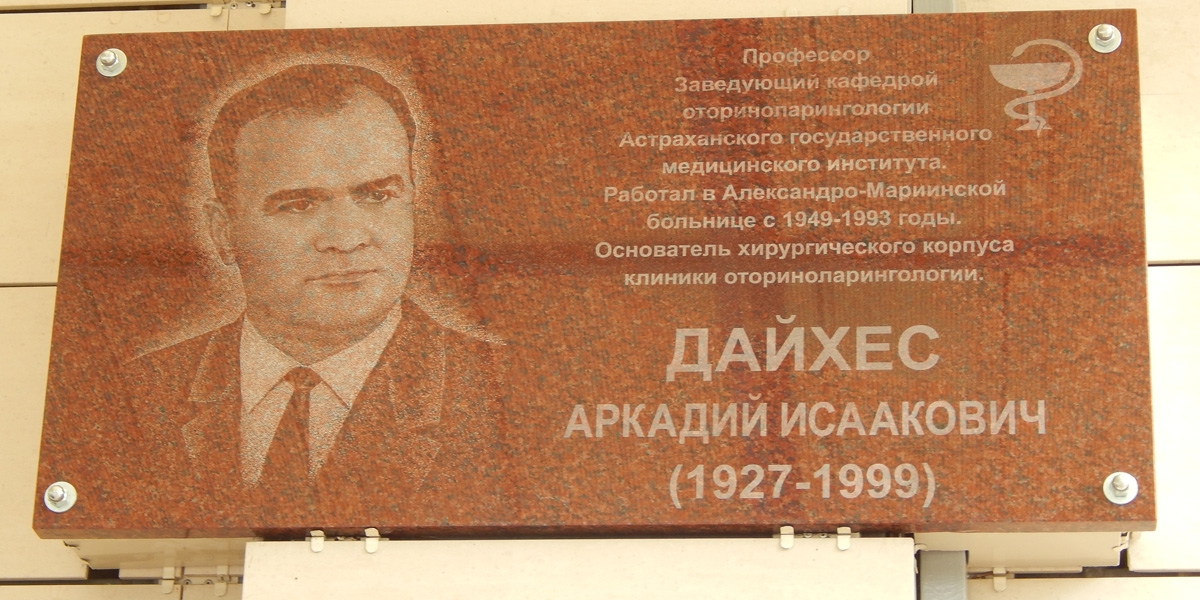 Профессор
Заведующий кафедрой
оториноларингологии
Астраханского государственного
медицинского института.
Работал в Александро-Мариинской
больнице с 1949-1993 годы.
Основатель хирургического корпуса
клиники оториноларингологии.
ДАЙХЕС
АРКАДИЙ ИСААКОВИЧ
(1927-1999)